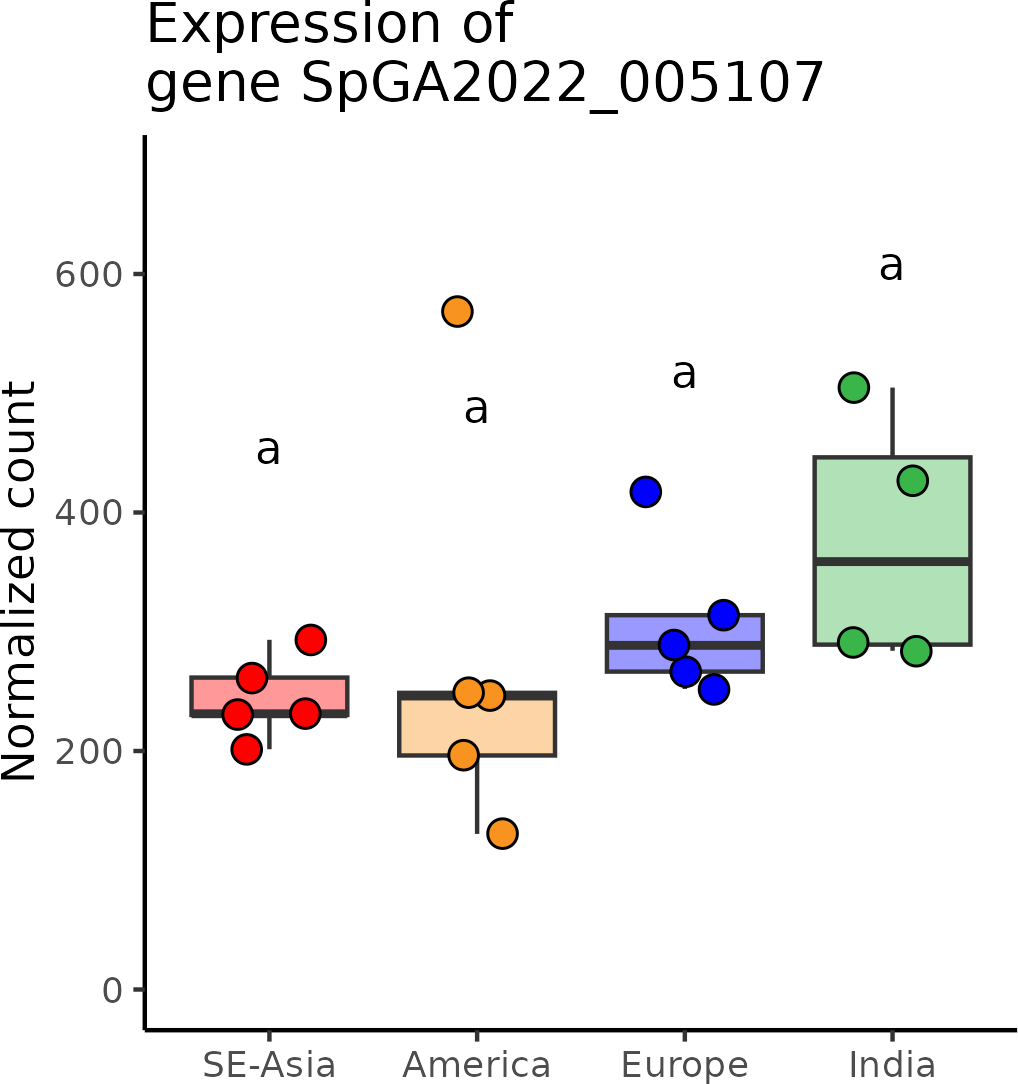 Expression of
gene SpGA2022_005107
Normalized count
600
400
200
0
a
a
a
a
SE-Asia
America
Europe
India